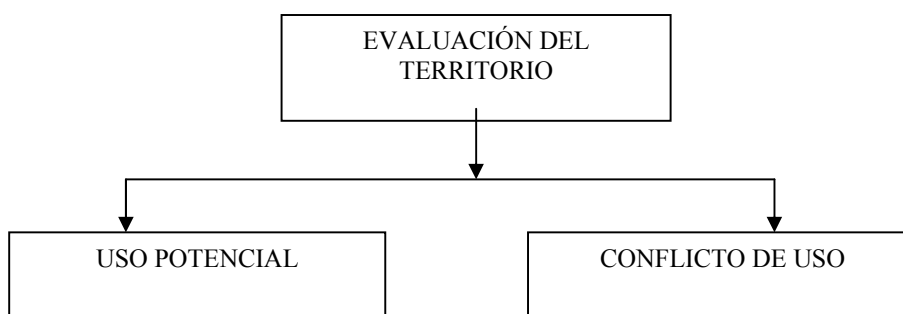 EVALUACIÓN DEL
TERRITORIO
USO POTENCIAL
CONFLICTO DE USO